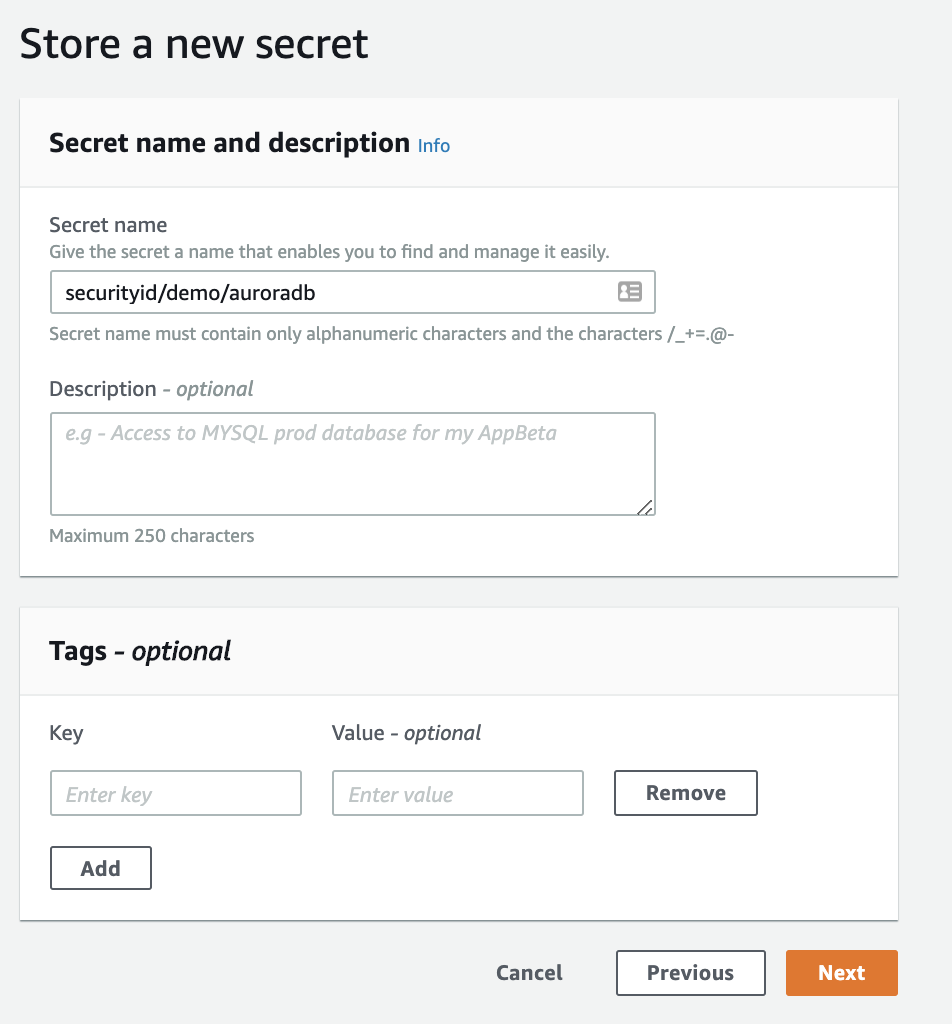 Store a new secret
Secret name and description Info
Secret name
Give the secret a name that enables you to find and manage it easily.
securityid/demo/auroradb
Secret name must contain only alphanumeric characters and the characters /_+=.@-
Description - optional
e.g - Access to MYSQL prod database for my AppBeta
Maximum 250 characters
Tags - optional
Key Value - optional
Enter key Enter value Remove
Add
Cancel Previous Next